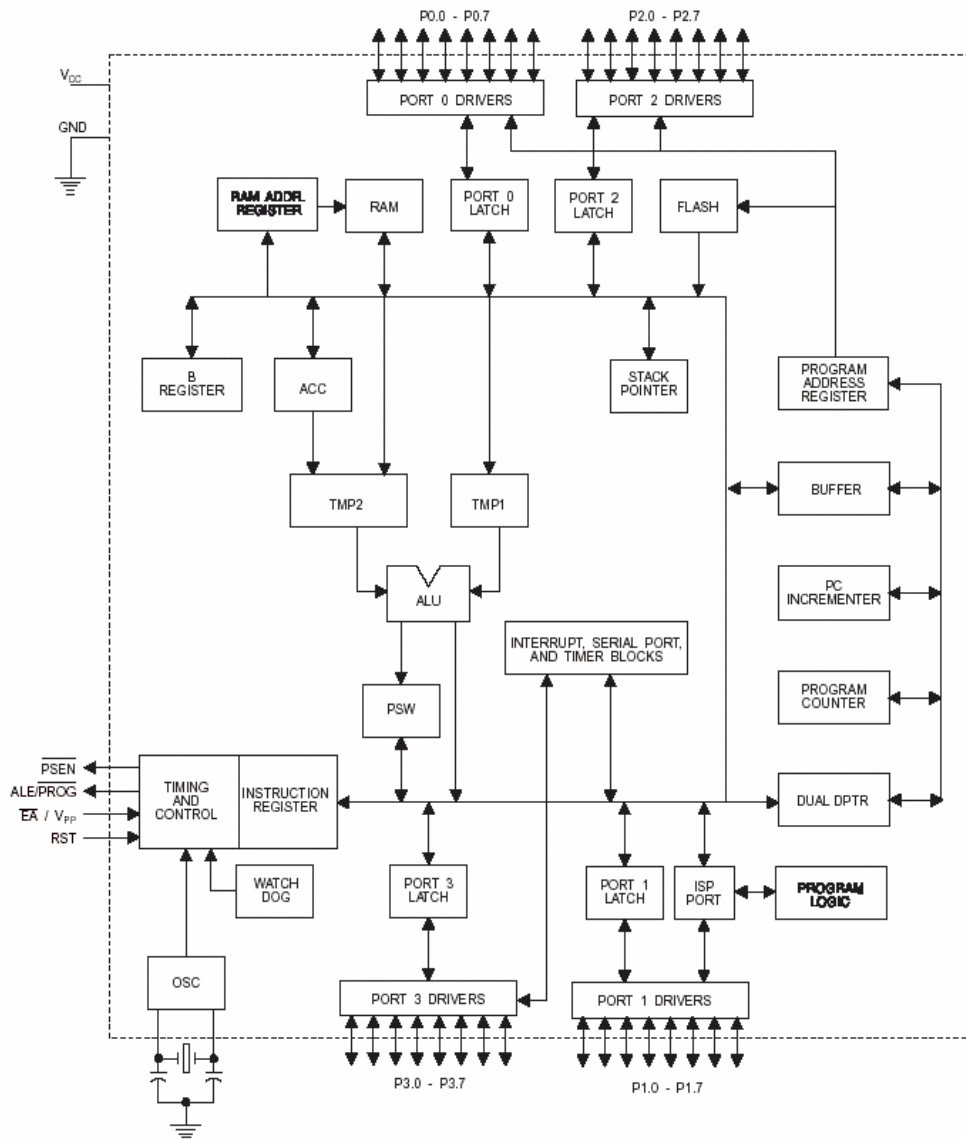 P0.0 - P0.7
P2.0 - P2.7
VCC
PORT 0 DRIVERS
PORT 2 DRIVERS
GND
RAM ADDR.
REGISTER
RAM
PORT 0
LATCH
PORT 2
LATCH
FLASH
B
REGISTER
ACC
STACK
POINTER
PROGRAM
ADDRESS
REGISTER
TMP2
TMP1
BUFFER
ALU
PC
INCREMENTER
INTERRUPT, SERIAL PORT,
AND TIMER BLOCKS
PSW
PROGRAM
COUNTER
PSEN
ALE/PROG
EA / VPP
RST
TIMING
AND
CONTROL
INSTRUCTION
REGISTER
DUAL DPTR
WATCH
DOG
PORT 3
LATCH
PORT 1
LATCH
ISP
PORT
PROGRAM
LOGIC
OSC
PORT 3 DRIVERS
PORT 1 DRIVERS
P3.0 - P3.7
P1.0 - P1.7